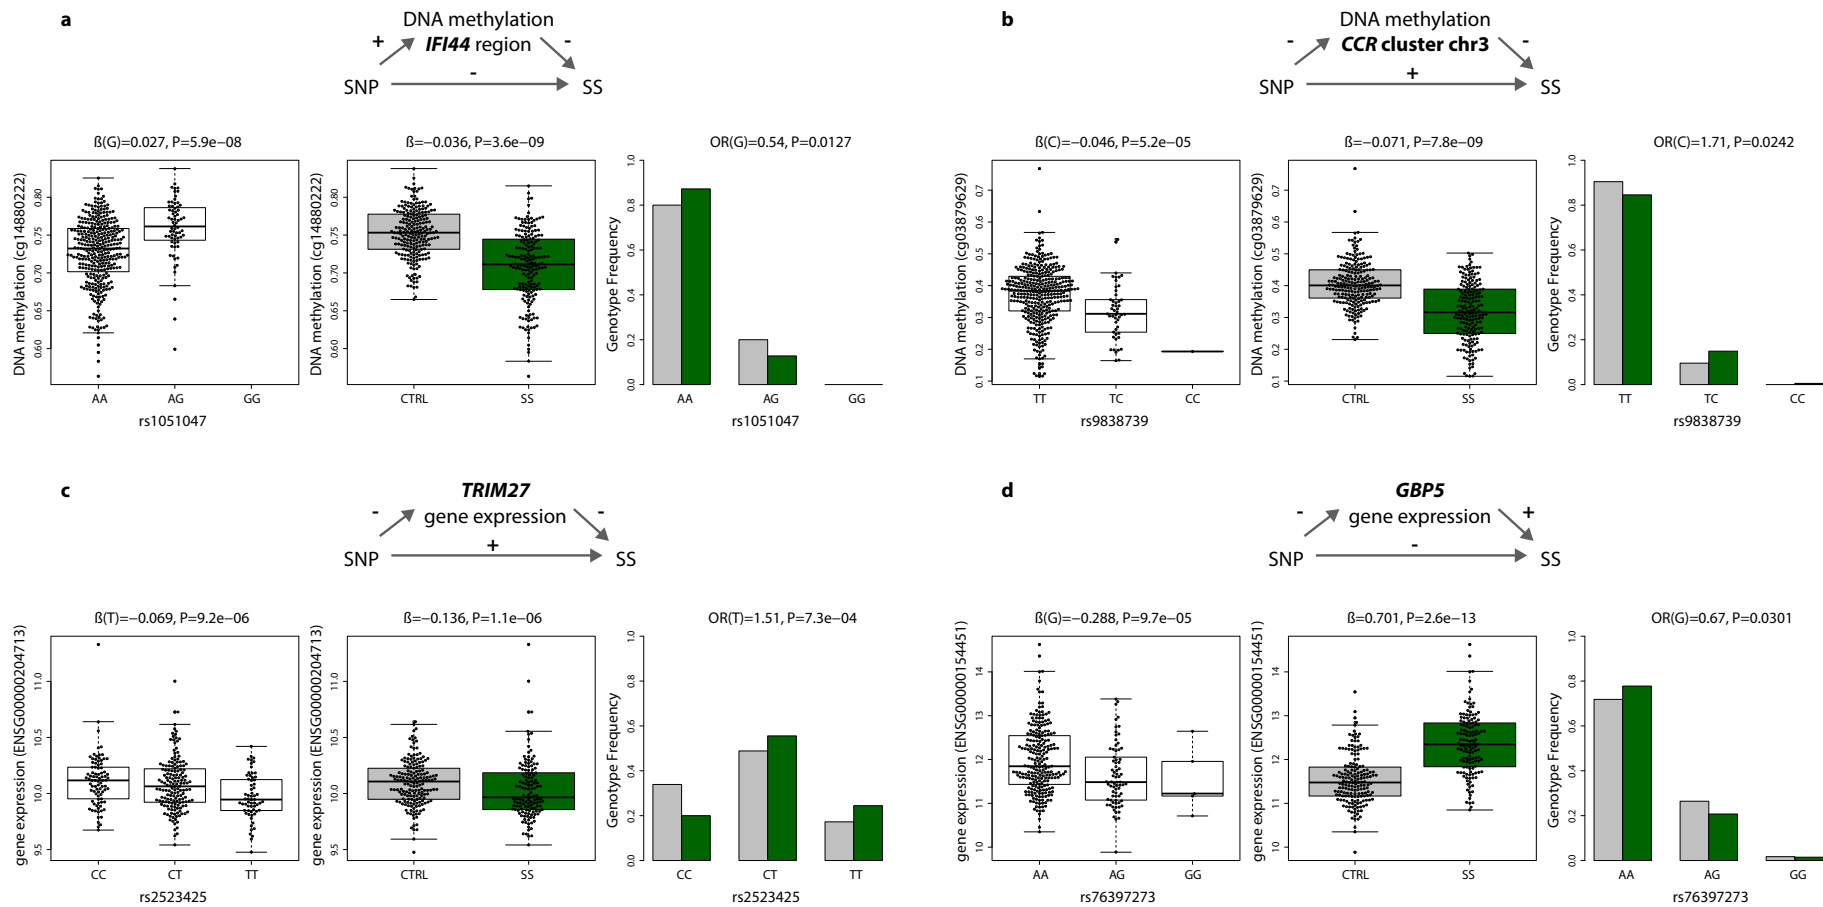 a
DNA methylation
IFI44 region
+
-
-
SNP
SS
ß(G)=0.027, P=5.9e−08
DNA methylation (cg14880222)
0.80
0.75
0.70
0.65
0.60
AA
AG
GG
rs1051047
ß=−0.036, P=3.6e−09
DNA methylation (cg14880222)
0.80
0.75
0.70
0.65
0.60
CTRL
SS
OR(G)=0.54, P=0.0127
Genotype Frequency
1.0
0.8
0.6
0.4
0.2
0.0
AA
AG
GG
rs1051047
b
DNA methylation
CCR cluster chr3
-
-
+
SNP
SS
ß(C)=−0.046, P=5.2e−05
DNA methylation (cg03879629)
0.7
0.6
0.5
0.4
0.3
0.2
0.1
TT
TC
CC
rs9838739
ß=−0.071, P=7.8e−09
DNA methylation (cg03879629)
0.7
0.6
0.5
0.4
0.3
0.2
0.1
CTRL
SS
OR(C)=1.71, P=0.0242
Genotype Frequency
1.0
0.8
0.6
0.4
0.2
0.0
TT
TC
CC
rs9838739
c
TRIM27
gene expression
-
-
+
SNP
SS
ß(T)=−0.069, P=9.2e−06
gene expression (ENSG00000204713)
11.0
10.5
10.0
9.5
CC
CT
TT
rs2523425
ß=−0.136, P=1.1e−06
gene expression (ENSG00000204713)
11.0
10.5
10.0
9.5
CTRL
SS
OR(T)=1.51, P=7.3e−04
Genotype Frequency
1.0
0.8
0.6
0.4
0.2
0.0
CC
CT
TT
rs2523425
d
GBP5
gene expression
-
+
-
SNP
SS
ß(G)=−0.288, P=9.7e−05
gene expression (ENSG00000154451)
14
13
12
11
10
AA
AG
GG
rs76397273
ß=0.701, P=2.6e−13
gene expression (ENSG00000154451)
14
13
12
11
10
CTRL
SS
OR(G)=0.67, P=0.0301
Genotype Frequency
1.0
0.8
0.6
0.4
0.2
0.0
AA
AG
GG
rs76397273